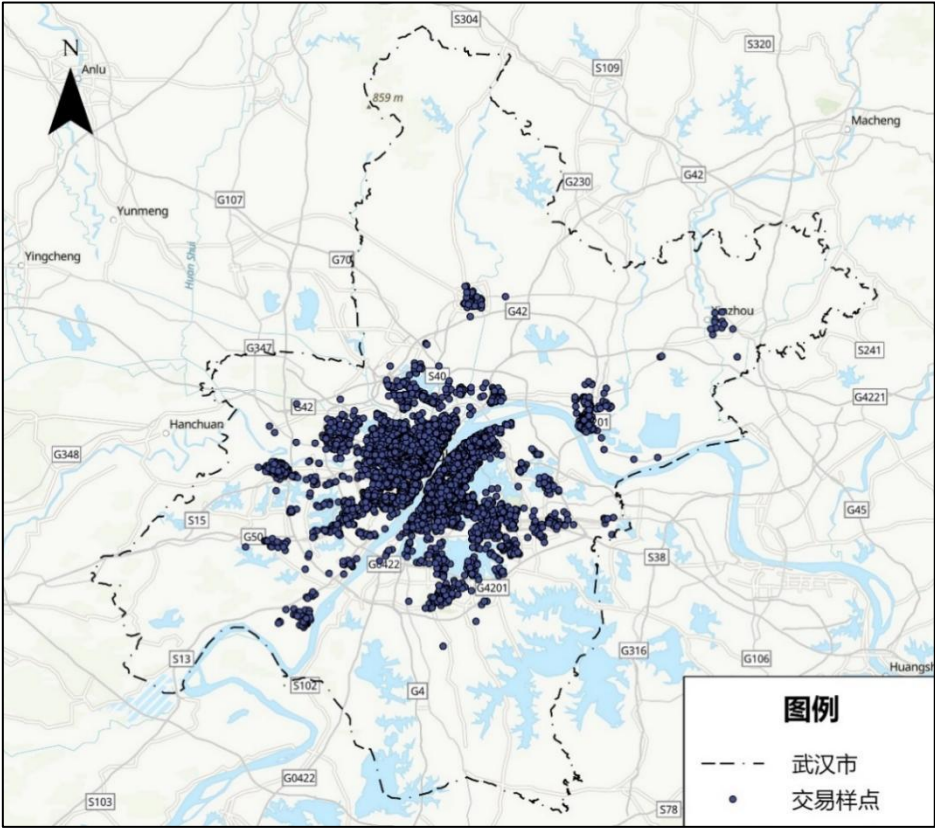 S304
N
S320
Anlu
S109
859 m
Macheng
G230
G42
G107
Yunmeng
Huan Shui
G70
Yingcheng
G42
G347
S40
S241
G42
G4221
Hanchuan
G348
G45
S15
G50
S38
G0422
G4201
G316
S13
G106
Huangsh
S102
G4
图例
武汉市
G0422
S103
交易样点
S78